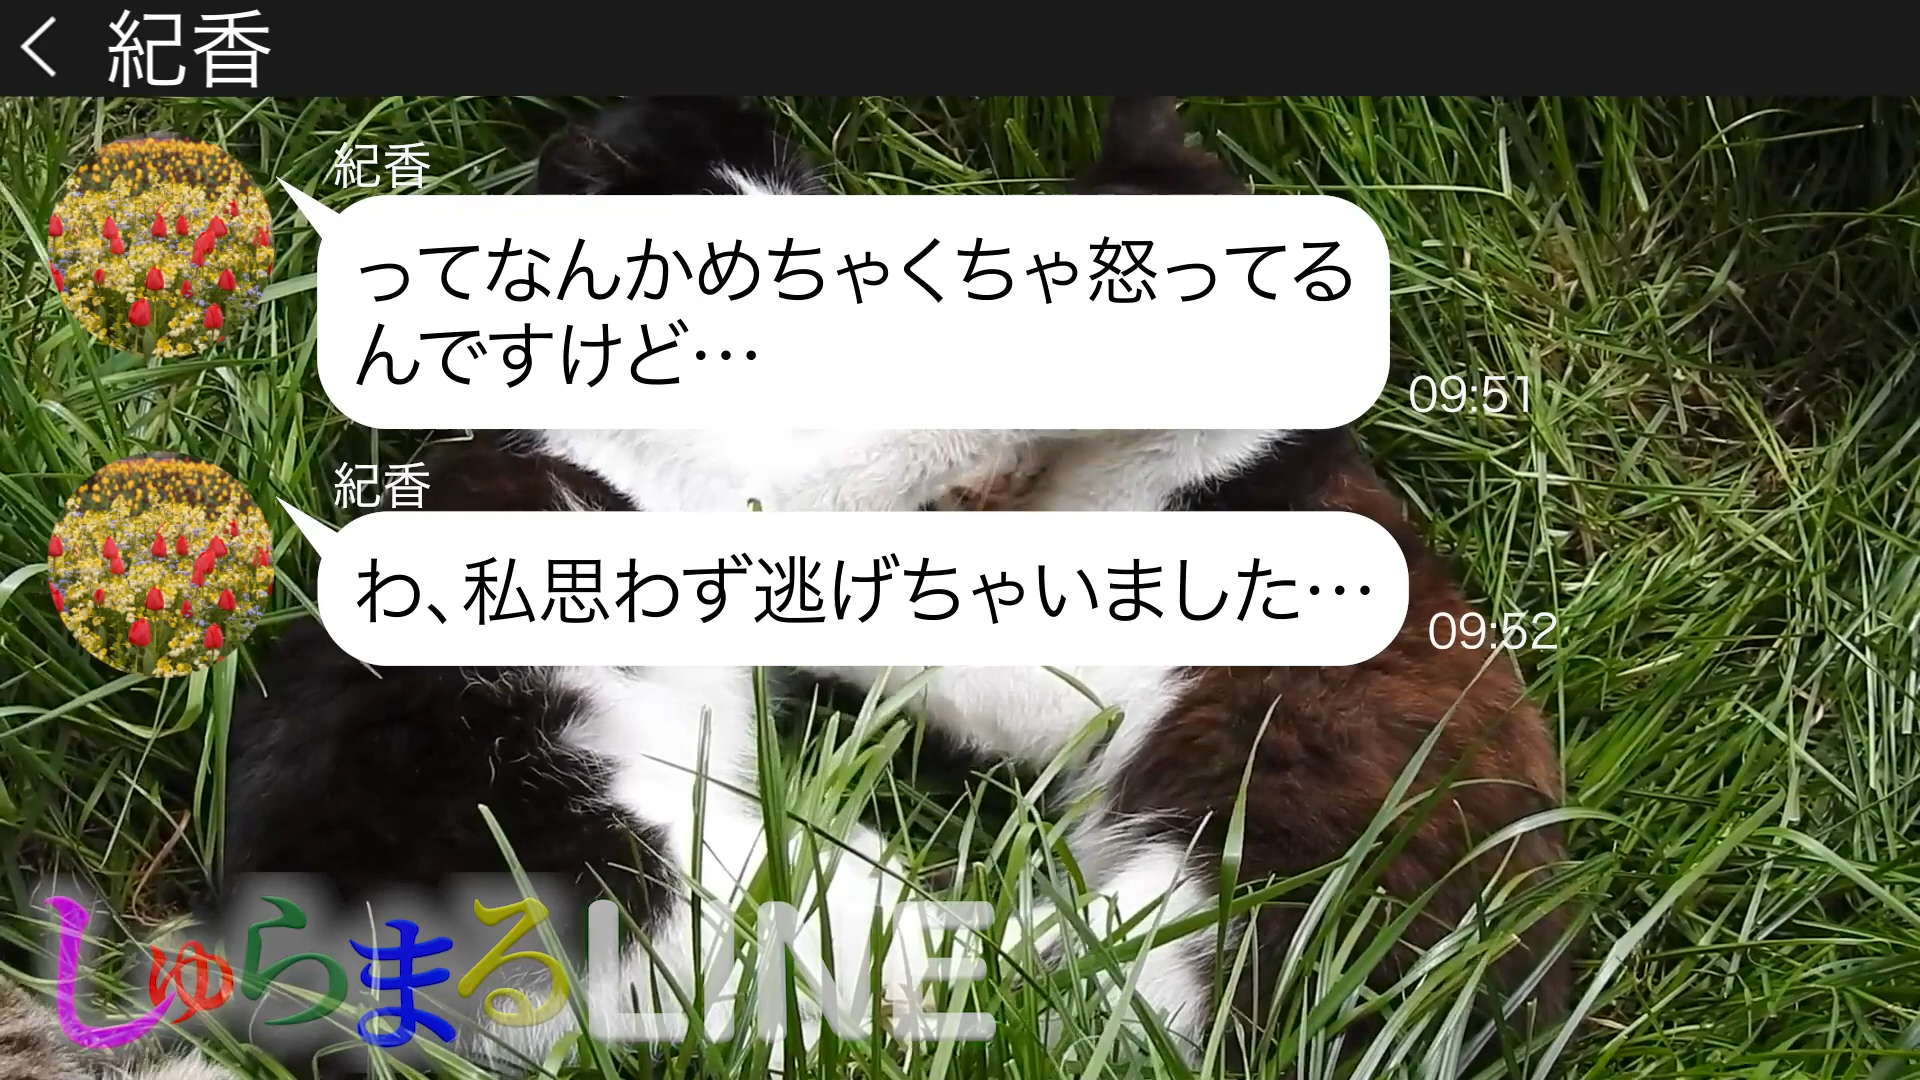 紀香
紀香
ってなんかめちゃくちゃ怒ってる
んですけど…
09:51
紀香
わ、私思わず逃げちゃいました…
09:52
しゅらまるLINE